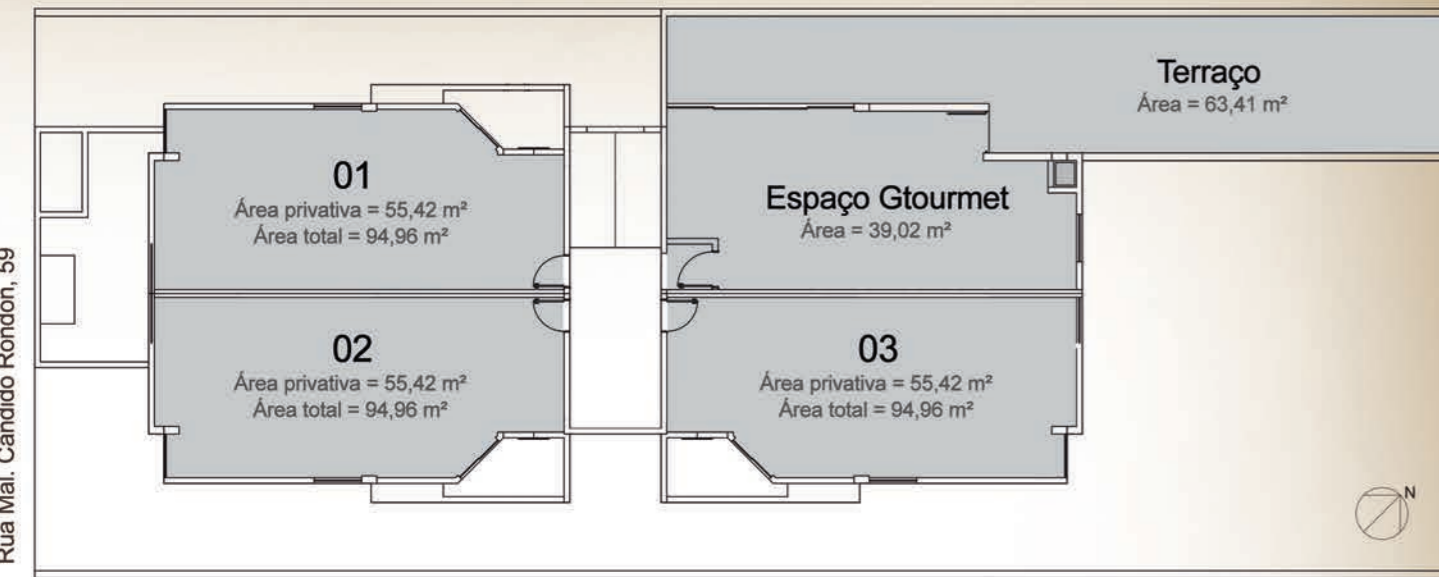 Rua Mal. Candido Rondon, 59
Terraço
Área = 63,41 m²
01
Área privativa = 55,42 m²
Área total = 94,96 m²
Espaço Gtourmet
Área = 39,02 m²
02
Área privativa = 55,42 m²
Área total = 94,96 m²
03
Área privativa = 55,42 m²
Área total = 94,96 m²
N